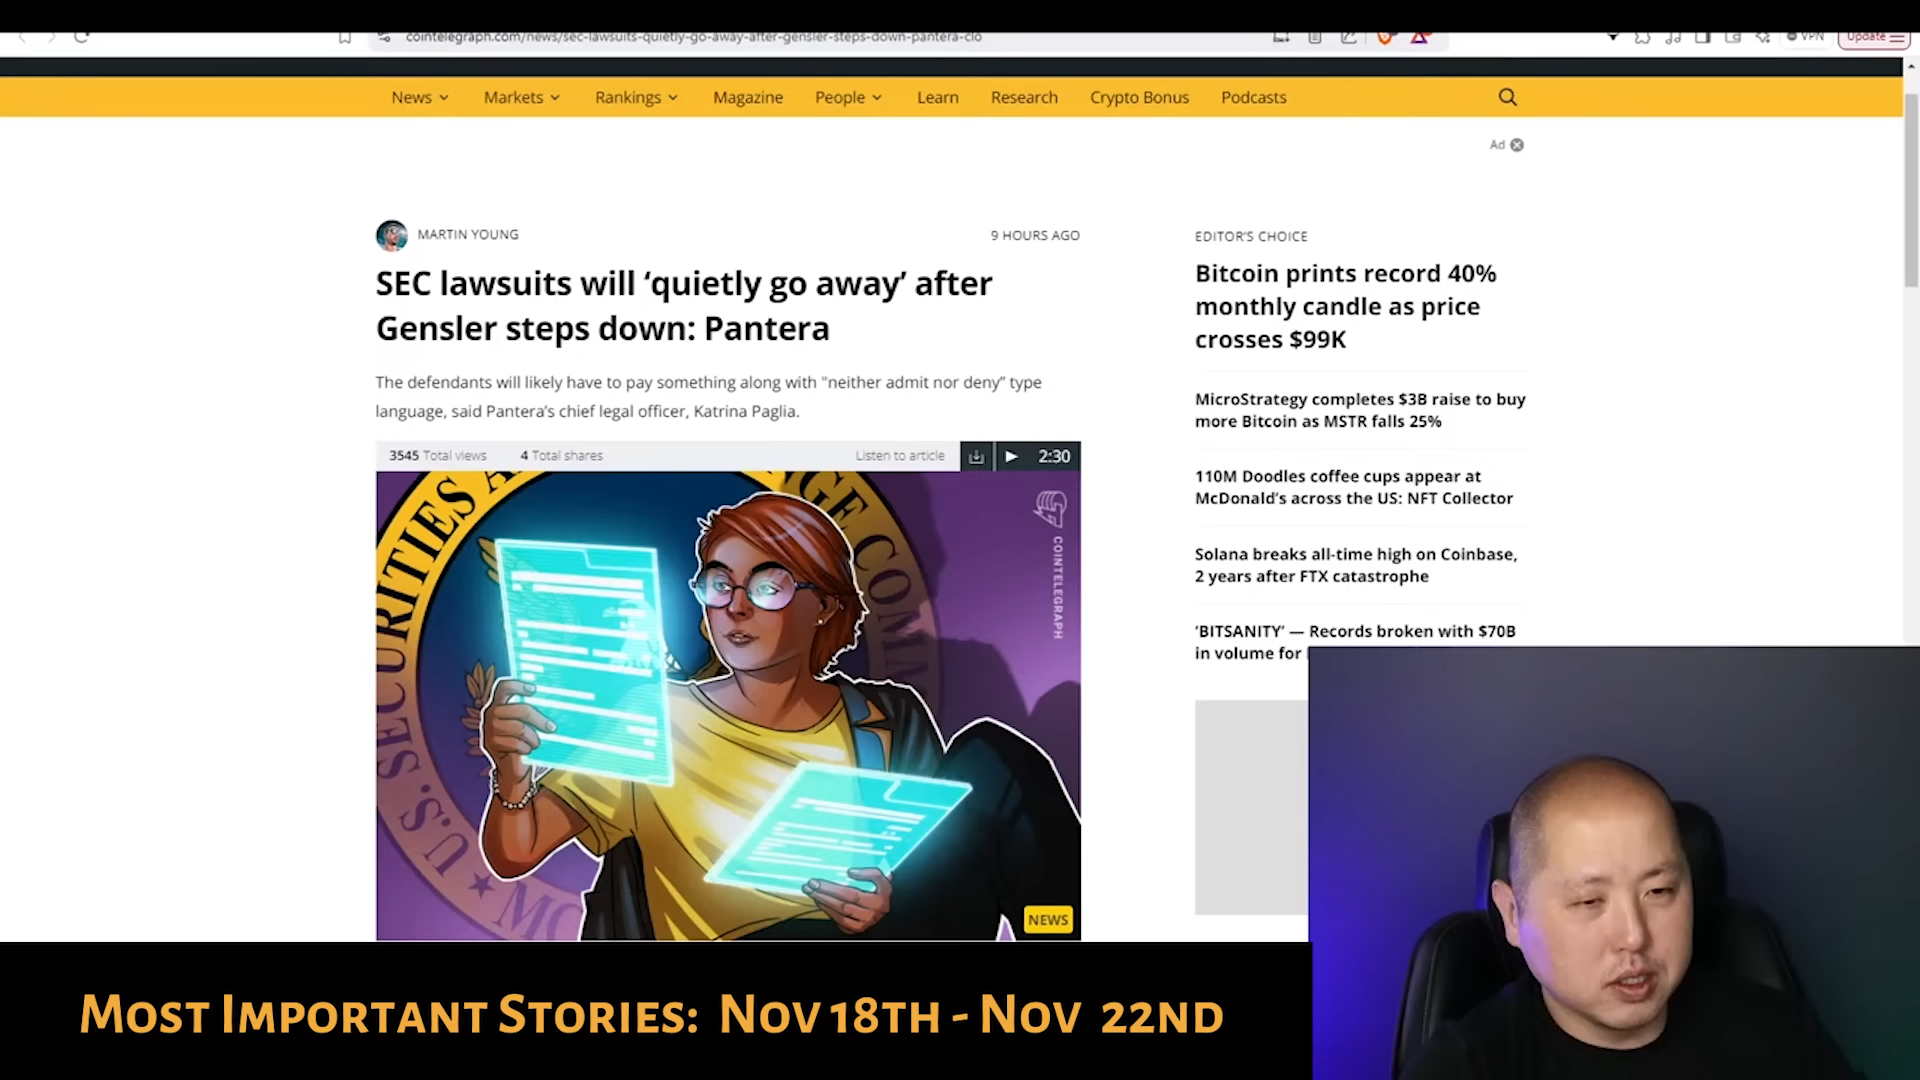 cointelegraph.com/news/sec-lawsuits-quietly-go-away-after-gensler-steps-down-pantera-clo
VPN
Update
News
Markets
Rankings
Magazine
People
Learn
Research
Crypto Bonus
Podcasts
Ad
MARTIN YOUNG
9 HOURS AGO
SEC lawsuits will ‘quietly go away’ after
Gensler steps down: Pantera
The defendants will likely have to pay something along with "neither admit nor deny” type
language, said Pantera’s chief legal officer, Katrina Paglia.
3545 Total views
4 Total shares
Listen to article
2:30
U.S. SECURITIES A
GE COM
MC
COINTELEGRAPH
NEWS
EDITOR’S CHOICE
Bitcoin prints record 40%
monthly candle as price
crosses $99K
MicroStrategy completes $3B raise to buy
more Bitcoin as MSTR falls 25%
110M Doodles coffee cups appear at
McDonald’s across the US: NFT Collector
Solana breaks all-time high on Coinbase,
2 years after FTX catastrophe
‘BITSANITY’ — Records broken with $70B
in volume for
Most Important Stories: Nov 18th - Nov 22nd